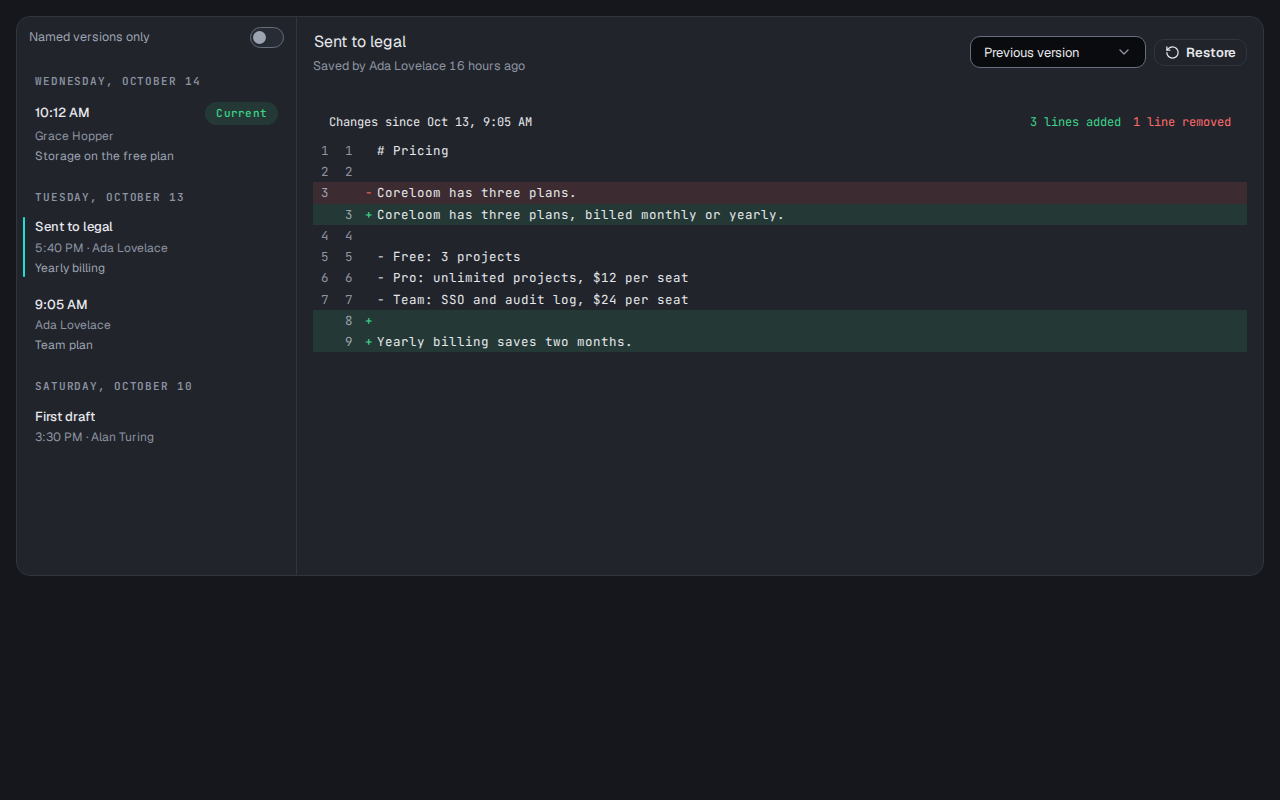 Named versions only
WEDNESDAY, OCTOBER 14
10:12 AM
Current
Grace Hopper
Storage on the free plan
TUESDAY, OCTOBER 13
Sent to legal
5:40 PM · Ada Lovelace
Yearly billing
9:05 AM
Ada Lovelace
Team plan
SATURDAY, OCTOBER 10
First draft
3:30 PM · Alan Turing
Sent to legal
Saved by Ada Lovelace 16 hours ago
Previous version
Restore
Changes since Oct 13, 9:05 AM
3 lines added 1 line removed
1 1 # Pricing
2 2
3 - Coreloom has three plans.
3 + Coreloom has three plans, billed monthly or yearly.
4 4
5 5 - Free: 3 projects
6 6 - Pro: unlimited projects, $12 per seat
7 7 - Team: SSO and audit log, $24 per seat
8 +
9 + Yearly billing saves two months.